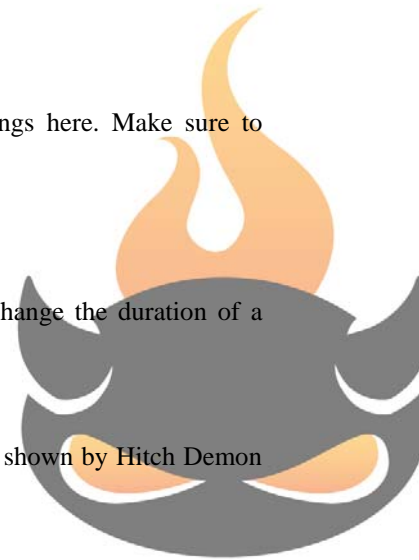 ngs here. Make sure to
hange the duration of a
shown by Hitch Demon